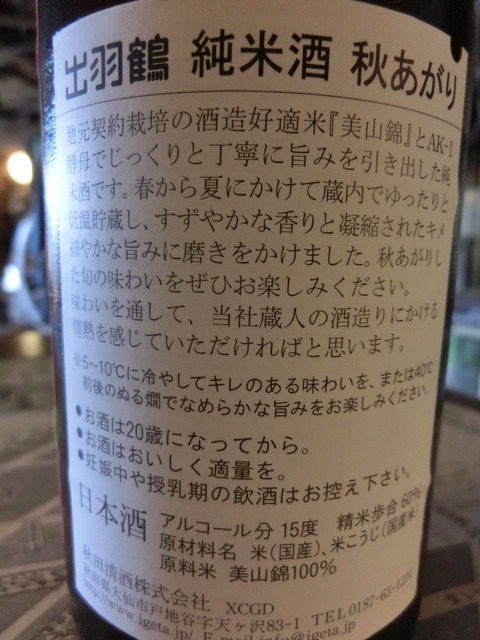 出羽鶴 純米酒 秋あがり
地元契約栽培の酒造好適米『美山錦』とAK-1
酵母でじっくりと丁寧に旨みを引き出した純
米酒です。春から夏にかけて蔵内でゆったりと
低温貯蔵し、すずやかな香りと凝縮されたキメ
細やかな旨みに磨きをかけました。秋あがりし
た旬の味わいをぜひお楽しみください。
味わいを通して、当社蔵人の酒造りにかける
情熱を感じていただければと思います。
※5~10℃に冷やしてキレのある味わいを、または40℃
前後のぬる燗でなめらかな旨みをお楽しみください。
●お酒は20歳になってから。
●お酒はおいしく適量を。
●妊娠中や授乳期の飲酒はお控え下さい。
日本酒 アルコール分 15度 精米歩合 60%
原材料名 米(国産)、米こうじ(国産米)
原料米 美山錦100%
秋田清酒株式会社 XCGD
秋田県大仙市戸地谷字天ヶ沢83-1 TEL0187-63-1224
http://www.igeta.jp/ E-mail info@igeta.jp